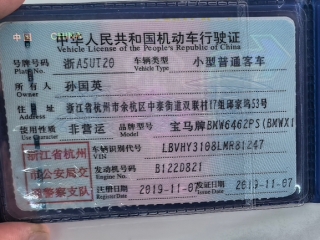 中华人民共和国机动车行驶证
Vehicle License of the People's Republic of China
号牌号码 浙A5UT20 车辆类型 小型普通客车
Plate No. Vehicle Type
所有人 孙国英
Owner
住址 浙江省杭州市余杭区中泰街道双联村17组邱家坞53号
Address
使用性质 非营运 品牌型号 宝马牌BMW6462PS(BMWX1
Use Character Model
浙江省杭州 车辆识别代号 LBVHY3108LMR81247
VIN
市公安局交 发动机号码 B122D821
Engine No.
通警察支队 注册日期 2019-11-07 发证日期 2019-11-07
Register Date Issue Date